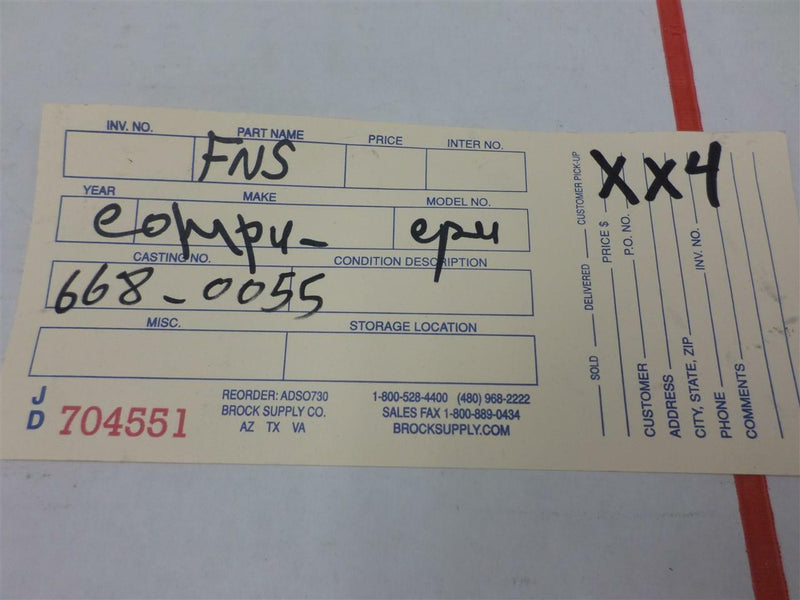 INV. NO. PART NAME PRICE INTER NO.
FNS
YEAR MAKE MODEL NO.
compu- cpu
CASTING NO. CONDITION DESCRIPTION
668-0055
MISC. STORAGE LOCATION
JD 704551
REORDER: ADSO730
BROCK SUPPLY CO.
AZ TX VA
1-800-528-4400 (480) 968-2222
SALES FAX 1-800-889-0434
BROCKSUPPLY.COM
SOLD DELIVERED CUSTOMER PICK-UP
PRICE $
P.O. NO.
CUSTOMER
ADDRESS
CITY, STATE, ZIP INV. NO.
PHONE
COMMENTS
XX4